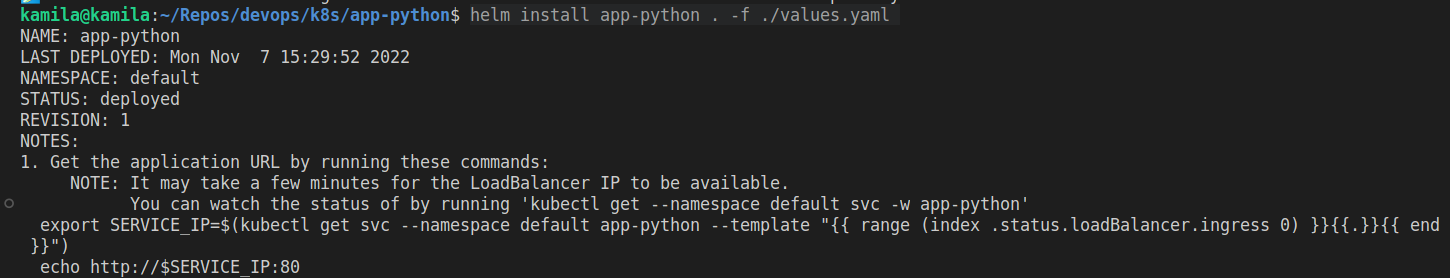 kamila@kamila:~/Repos/devops/k8s/app-python$ helm install app-python . -f ./values.yaml
NAME: app-python
LAST DEPLOYED: Mon Nov  7 15:29:52 2022
NAMESPACE: default
STATUS: deployed
REVISION: 1
NOTES:
1. Get the application URL by running these commands:
     NOTE: It may take a few minutes for the LoadBalancer IP to be available.
           You can watch the status of by running 'kubectl get --namespace default svc -w app-python'
  export SERVICE_IP=$(kubectl get svc --namespace default app-python --template "{{ range (index .status.loadBalancer.ingress 0) }}{{.}}{{ end
 }}")
  echo http://$SERVICE_IP:80